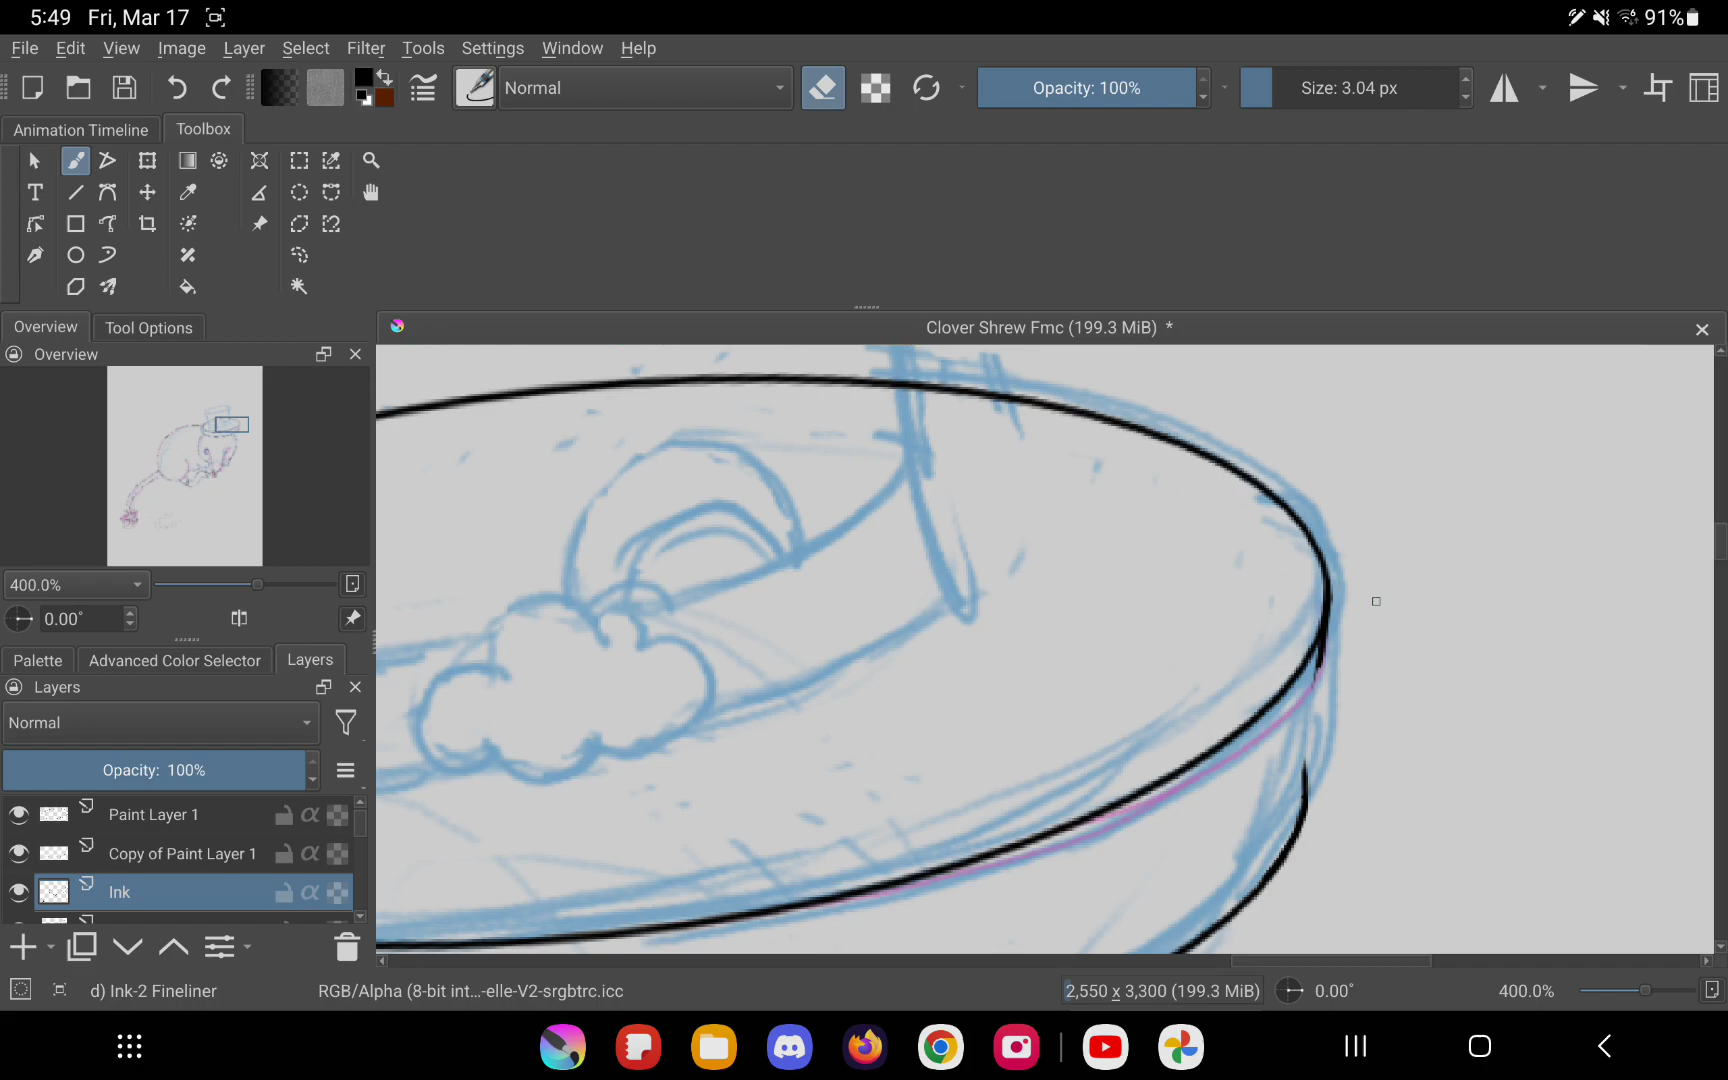 5:49 Fri, Mar 17 91%
File Edit View Image Layer Select Filter Tools Settings Window Help
Normal Opacity: 100% Size: 3.04 px
Animation Timeline Toolbox
Overview Tool Options
Clover Shrew Fmc (199.3 MiB) *
Overview
400.0%
0.00°
Palette Advanced Color Selector Layers
Layers
Normal
Opacity: 100%
Paint Layer 1
Copy of Paint Layer 1
Ink
d) Ink-2 Fineliner RGB/Alpha (8-bit int...-elle-V2-srgbtrc.icc 2,550 x 3,300 (199.3 MiB) 0.00° 400.0%